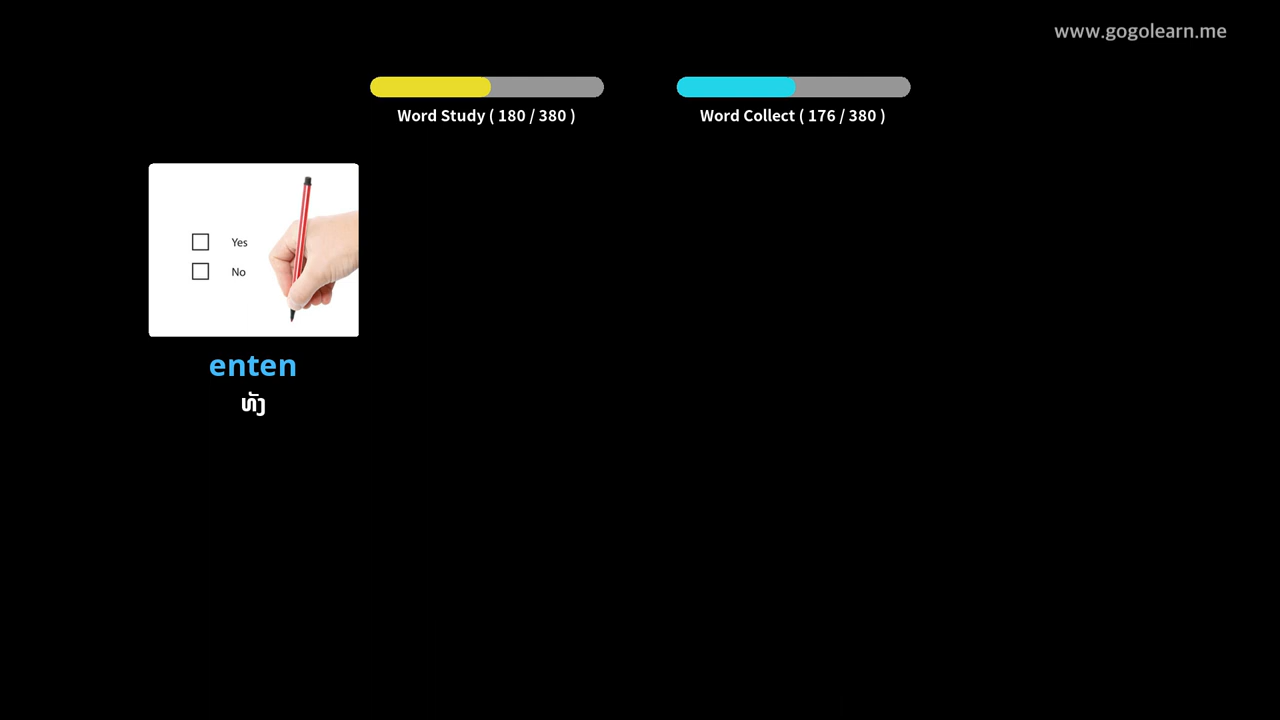 www.gogolearn.me
Word Study ( 180 / 380 )
Word Collect ( 176 / 380 )
Yes
No
enten
ທັງ